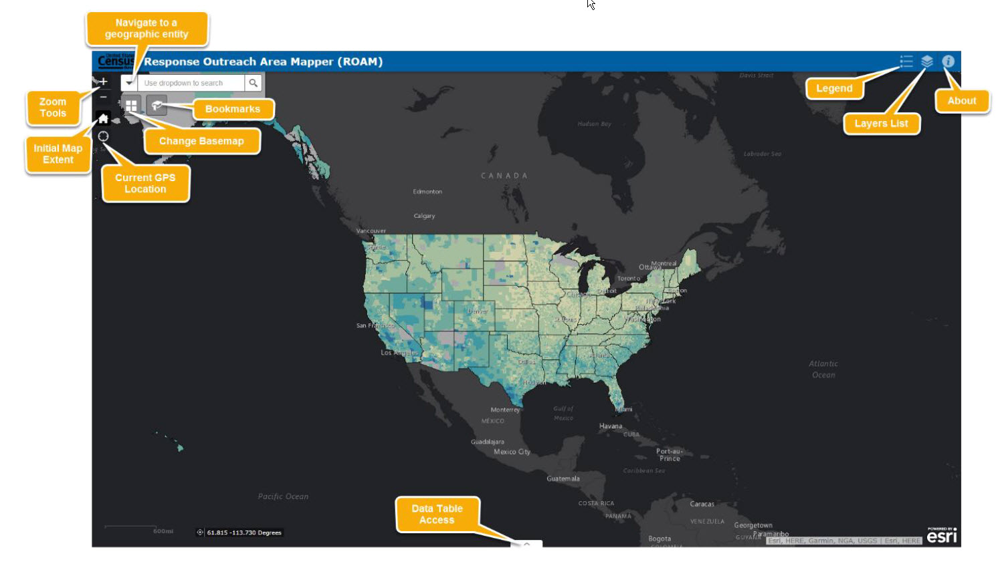 Navigate to a
geographic entity
United States
Census
Response Outreach Area Mapper (ROAM)
Use dropdown to search
Zoom
Tools
Bookmarks
Change Basemap
Initial Map
Extent
Current GPS
Location
Legend
Layers List
About
Davis Strait
Hudson Bay
Labrador Sea
CANADA
Edmonton
Calgary
Vancouver
Seattle
Montreal
Ottawa
Toronto
Chicago
Detroit
Boston
New York
Philadelphia
Washington
Denver
St Louis
San Francisco
Los Angeles
Atlanta
Dallas
Houston
Miami
Atlantic
Ocean
Monterrey
MÉXICO
Gulf of
Mexico
Havana
CUBA
Guadalajara
Mexico City
Port-au-
Prince
Caribbean Sea
Guatemala
Pacific Ocean
COSTA RICA
PANAMA
Caracas
VENEZUELA
Georgetown
Paramaribo
GUYANA
Bogota
COLOMBIA
Data Table
Access
600mi
61.815 -113.730 Degrees
Esri, HERE, Garmin, NGA, USGS | Esri, HERE
POWERED BY
esri